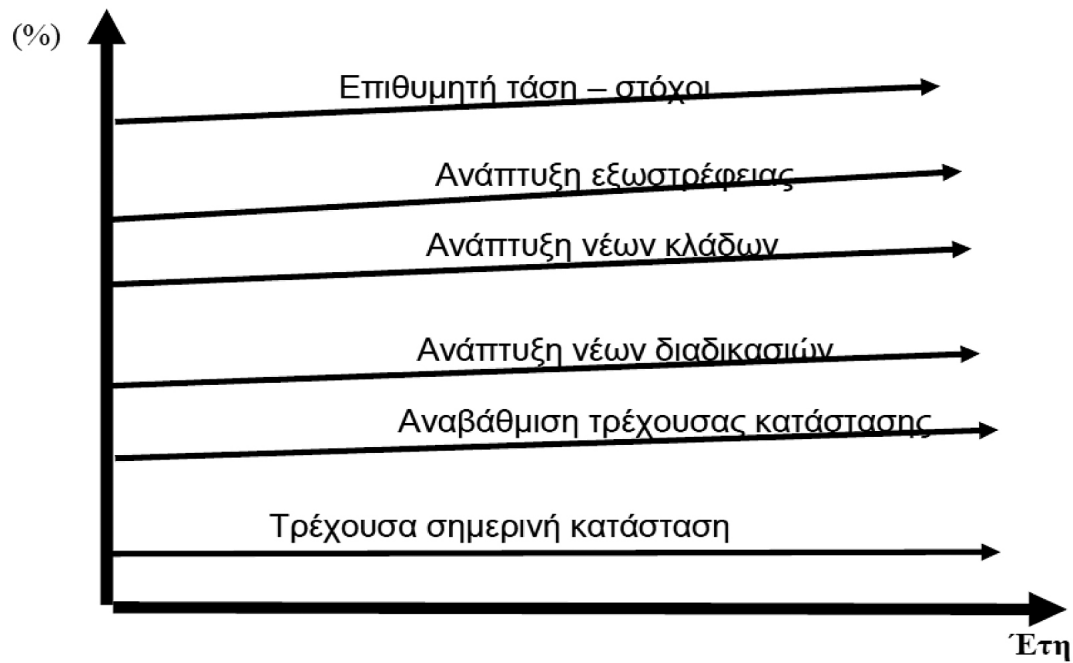 (%)
Επιθυμητή τάση – στόχοι
Ανάπτυξη εξωστρέφειας
Ανάπτυξη νέων κλάδων
Ανάπτυξη νέων διαδικασιών
Αναβάθμιση τρέχουσας κατάστασης
Τρέχουσα σημερινή κατάσταση
Έτη